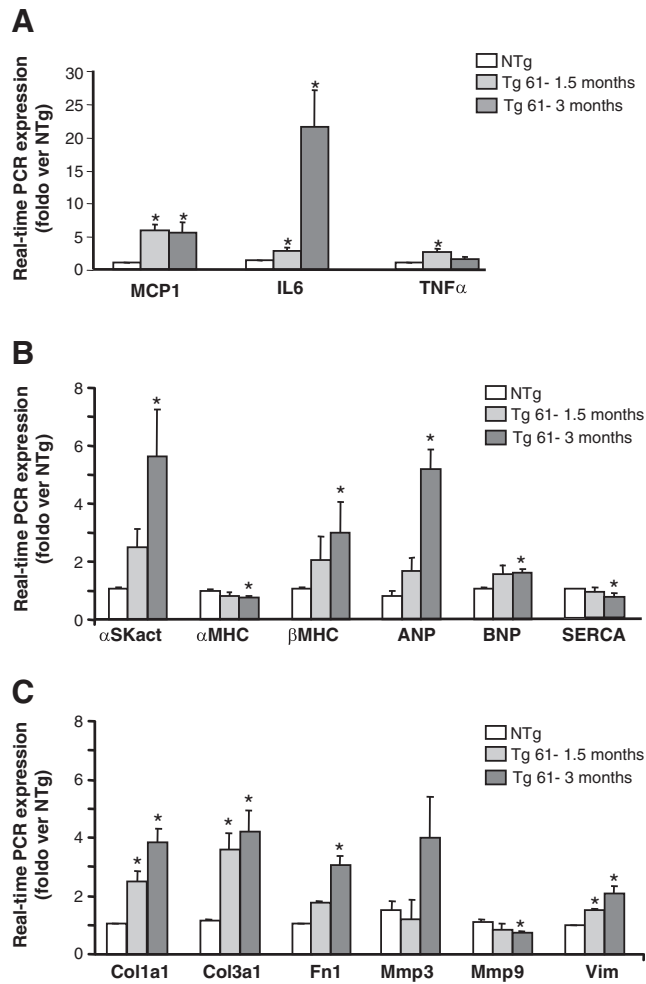 A
Real-time PCR expression
(foldo ver NTg)
30
25
20
15
10
5
0
*
*
*
*
*
MCP1
IL6
TNFα
NTg
Tg 61- 1.5 months
Tg 61- 3 months
B
Real-time PCR expression
(foldo ver NTg)
8
6
4
2
0
*
*
*
*
*
*
αSKact
αMHC
βMHC
ANP
BNP
SERCA
NTg
Tg 61- 1.5 months
Tg 61- 3 months
C
Real-time PCR expression
(foldo ver NTg)
8
6
4
2
0
*
*
*
*
*
*
*
*
Col1a1
Col3a1
Fn1
Mmp3
Mmp9
Vim
NTg
Tg 61- 1.5 months
Tg 61- 3 months